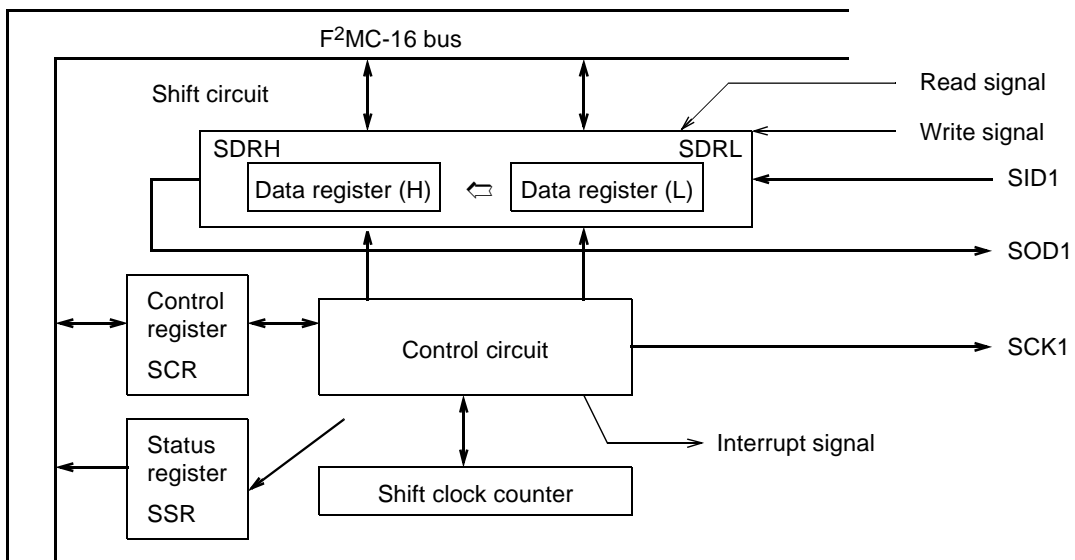 F²MC-16 bus
Shift circuit
Read signal
Write signal
SDRH
SDRL
Data register (H)
Data register (L)
SID1
SOD1
Control
register
SCR
Control circuit
SCK1
Status
register
SSR
Interrupt signal
Shift clock counter